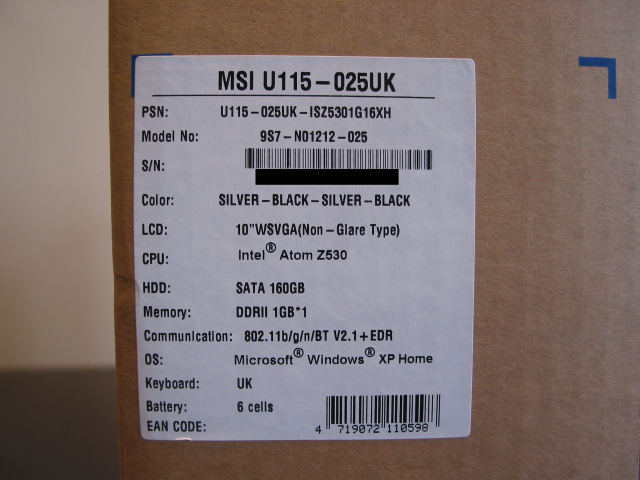 MSI U115-025UK
PSN: U115-025UK-ISZ5301G16XH
Model No: 9S7-N01212-025
S/N:
Color: SILVER-BLACK-SILVER-BLACK
LCD: 10"WSVGA(Non-Glare Type)
CPU: Intel® Atom Z530
HDD: SATA 160GB
Memory: DDRII 1GB*1
Communication: 802.11b/g/n/BT V2.1+EDR
OS: Microsoft® Windows® XP Home
Keyboard: UK
Battery: 6 cells
EAN CODE: 4 719072 110598